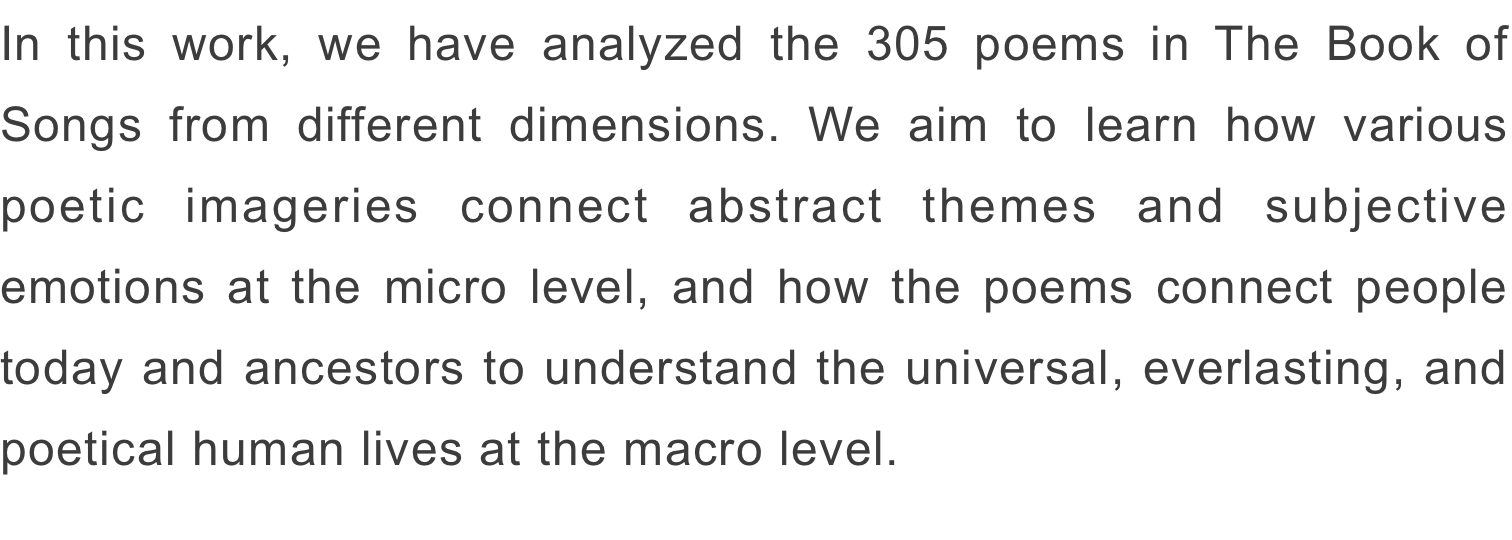 In this work, we have analyzed the 305 poems in The Book of
Songs from different dimensions. We aim to learn how various
poetic imageries connect abstract themes and subjective
emotions at the micro level, and how the poems connect people
today and ancestors to understand the universal, everlasting, and
poetical human lives at the macro level.